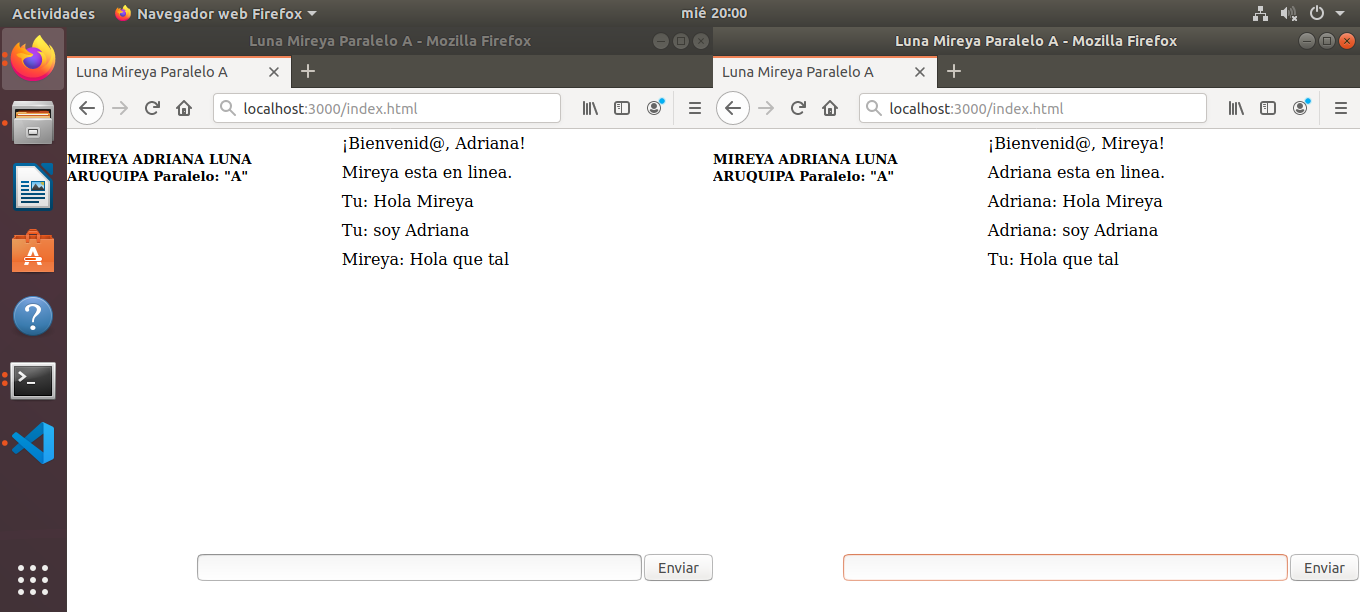 Actividades
Navegador web Firefox
mié 20:00
Luna Mireya Paralelo A - Mozilla Firefox
Luna Mireya Paralelo A
localhost:3000/index.html
MIREYA ADRIANA LUNA
ARUQUIPA Paralelo: "A"
¡Bienvenid@, Adriana!
Mireya esta en linea.
Tu: Hola Mireya
Tu: soy Adriana
Mireya: Hola que tal
Enviar
Luna Mireya Paralelo A - Mozilla Firefox
Luna Mireya Paralelo A
localhost:3000/index.html
MIREYA ADRIANA LUNA
ARUQUIPA Paralelo: "A"
¡Bienvenid@, Mireya!
Adriana esta en linea.
Adriana: Hola Mireya
Adriana: soy Adriana
Tu: Hola que tal
Enviar